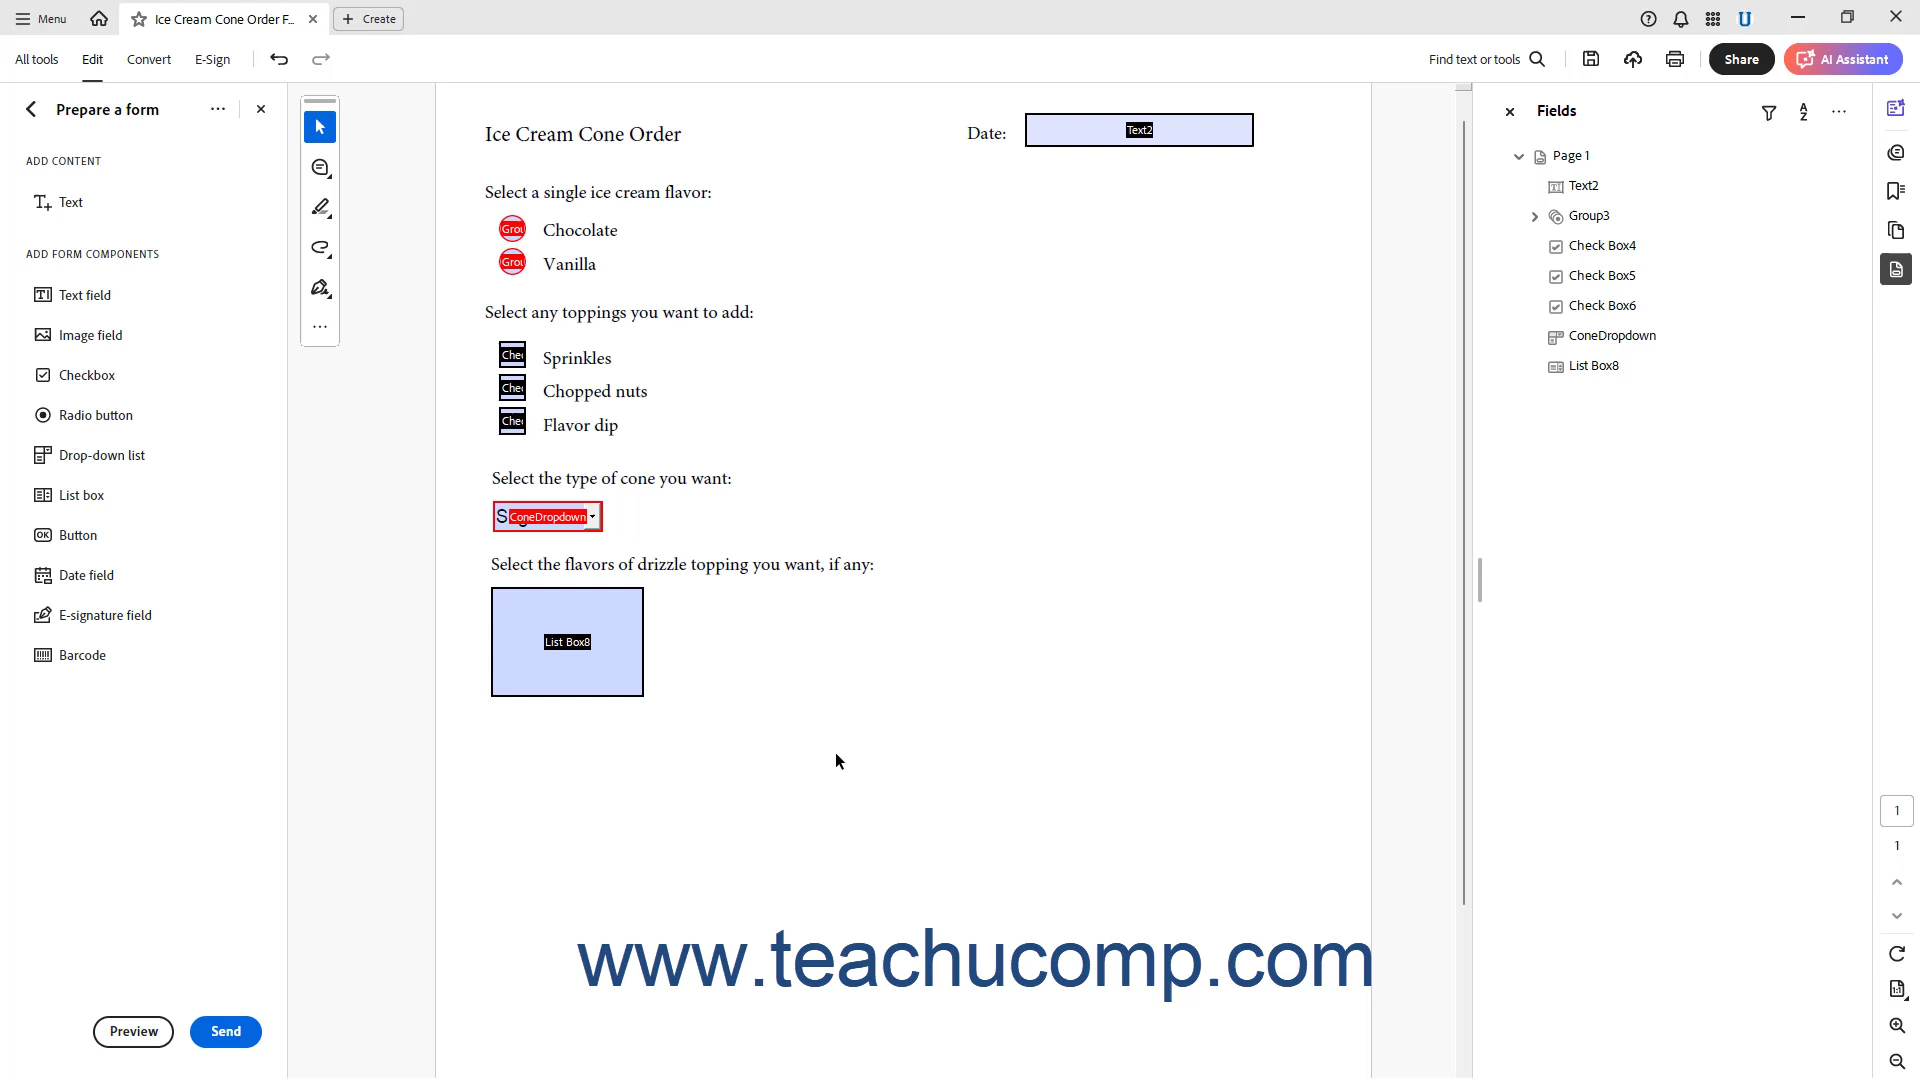 Menu
Ice Cream Cone Order F...
Create
All tools
Edit
Convert
E-Sign
Find text or tools
Share
AI Assistant
Prepare a form
ADD CONTENT
Text
ADD FORM COMPONENTS
Text field
Image field
Checkbox
Radio button
Drop-down list
List box
Button
Date field
E-signature field
Barcode
Preview
Send
Ice Cream Cone Order
Date:
Text2
Select a single ice cream flavor:
Grou Chocolate
Grou Vanilla
Select any toppings you want to add:
Chec Sprinkles
Chec Chopped nuts
Chec Flavor dip
Select the type of cone you want:
ConeDropdown
Select the flavors of drizzle topping you want, if any:
List Box8
www.teachucomp.com
Fields
Page 1
Text2
Group3
Check Box4
Check Box5
Check Box6
ConeDropdown
List Box8
1
1